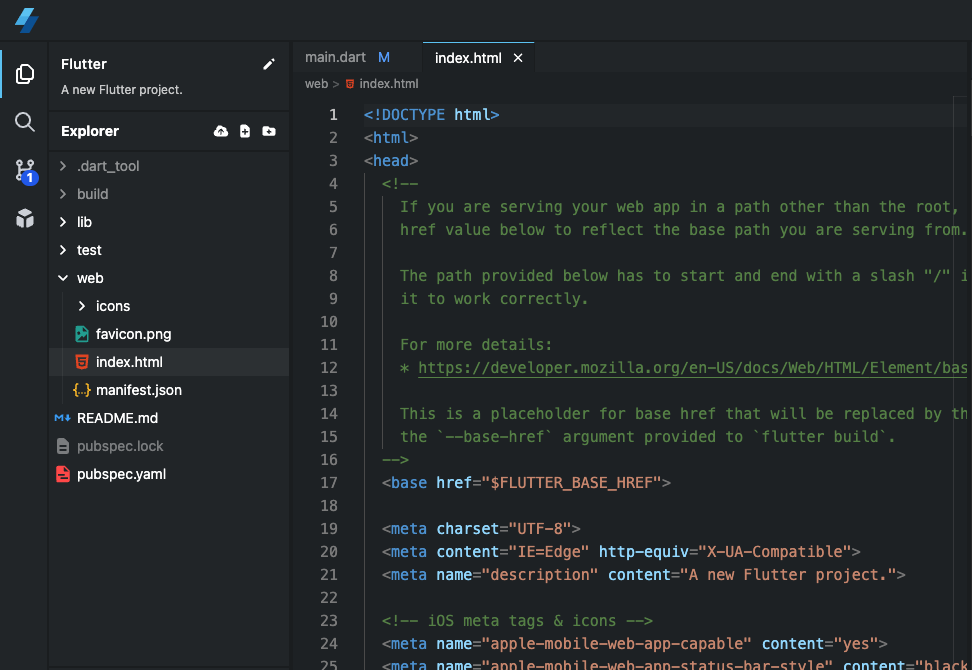 Flutter
A new Flutter project.
Explorer
1
.dart_tool
build
lib
test
web
icons
favicon.png
index.html
{..} manifest.json
M↓ README.md
pubspec.lock
pubspec.yaml
main.dart M
index.html ×
web > index.html
1 <!DOCTYPE html>
2 <html>
3 <head>
4 <!--
5 If you are serving your web app in a path other than the root,
6 href value below to reflect the base path you are serving from.
7
8 The path provided below has to start and end with a slash "/"
9 it to work correctly.
10
11 For more details:
12 * https://developer.mozilla.org/en-US/docs/Web/HTML/Element/bas
13
14 This is a placeholder for base href that will be replaced by th
15 the `--base-href` argument provided to `flutter build`.
16 -->
17 <base href="$FLUTTER_BASE_HREF">
18
19 <meta charset="UTF-8">
20 <meta content="IE=Edge" http-equiv="X-UA-Compatible">
21 <meta name="description" content="A new Flutter project.">
22
23 <!-- iOS meta tags & icons -->
24 <meta name="apple-mobile-web-app-capable" content="yes">
25 <meta name="apple-mobile-web-app-status-bar-style" content="black